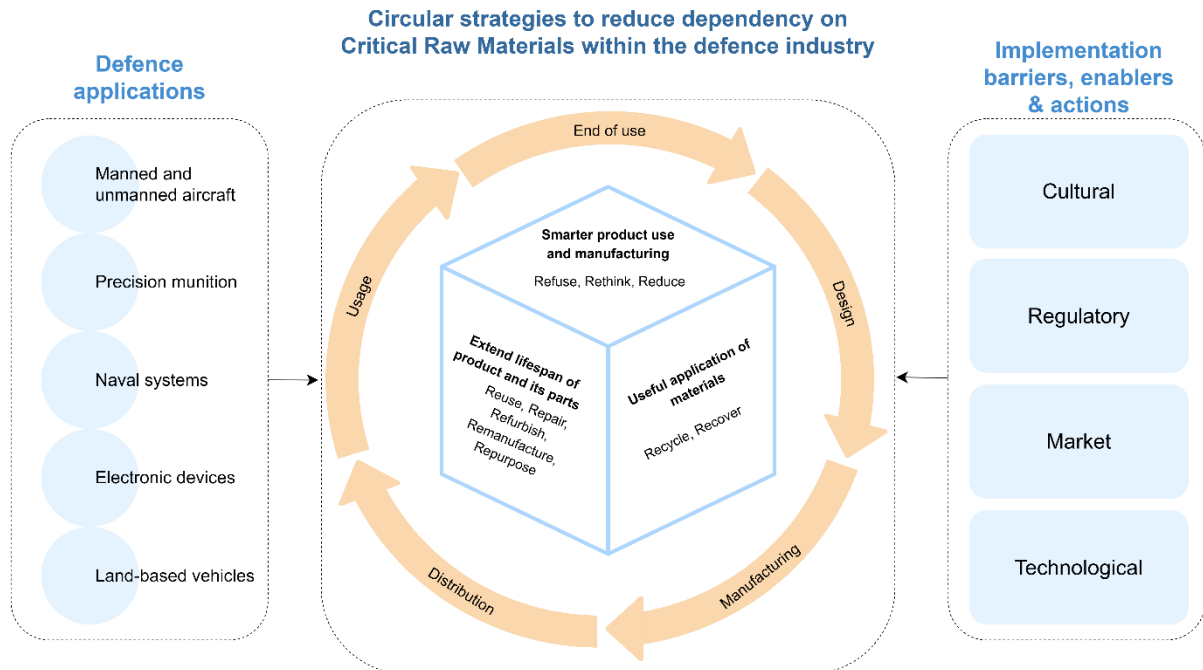 Circular strategies to reduce dependency on
Critical Raw Materials within the defence industry
Defence
applications
Manned and
unmanned aircraft
Precision munition
Naval systems
Electronic devices
Land-based vehicles
End of use
Design
Manufacturing
Distribution
Usage
Smarter product use
and manufacturing
Refuse, Rethink, Reduce
Extend lifespan of
product and its parts
Reuse, Repair,
Refurbish,
Remanufacture,
Repurpose
Useful application of
materials
Recycle, Recover
Implementation
barriers, enablers
& actions
Cultural
Regulatory
Market
Technological